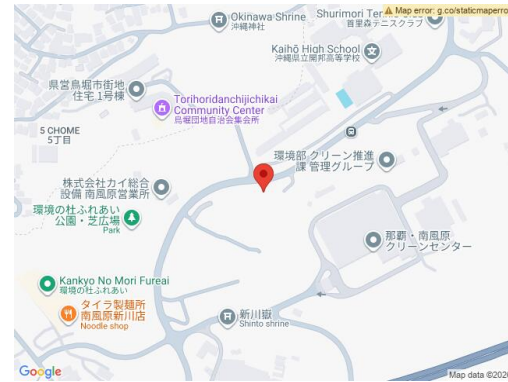 Map error: g.co/staticmaperro
Okinawa Shrine
沖縄神社
Shurimori Tennis Club
首里森テニスクラブ
Kaihō High School
沖縄県立開邦高等学校
県営鳥堀市街地
住宅 1号棟
Torihoridanchijichikai
Community Center
鳥堀団地自治会集会所
5 CHOME
5丁目
環境部 クリーン推進
課 管理グループ
株式会社カイ総合
設備 南風原営業所
環境の杜ふれあい
公園・芝広場
Park
那覇・南風原
クリーンセンター
Kankyo No Mori Fureai
環境の杜ふれあい
タイラ製麺所
南風原新川店
Noodle shop
新川嶽
Shinto shrine
Google
Map data ©2026